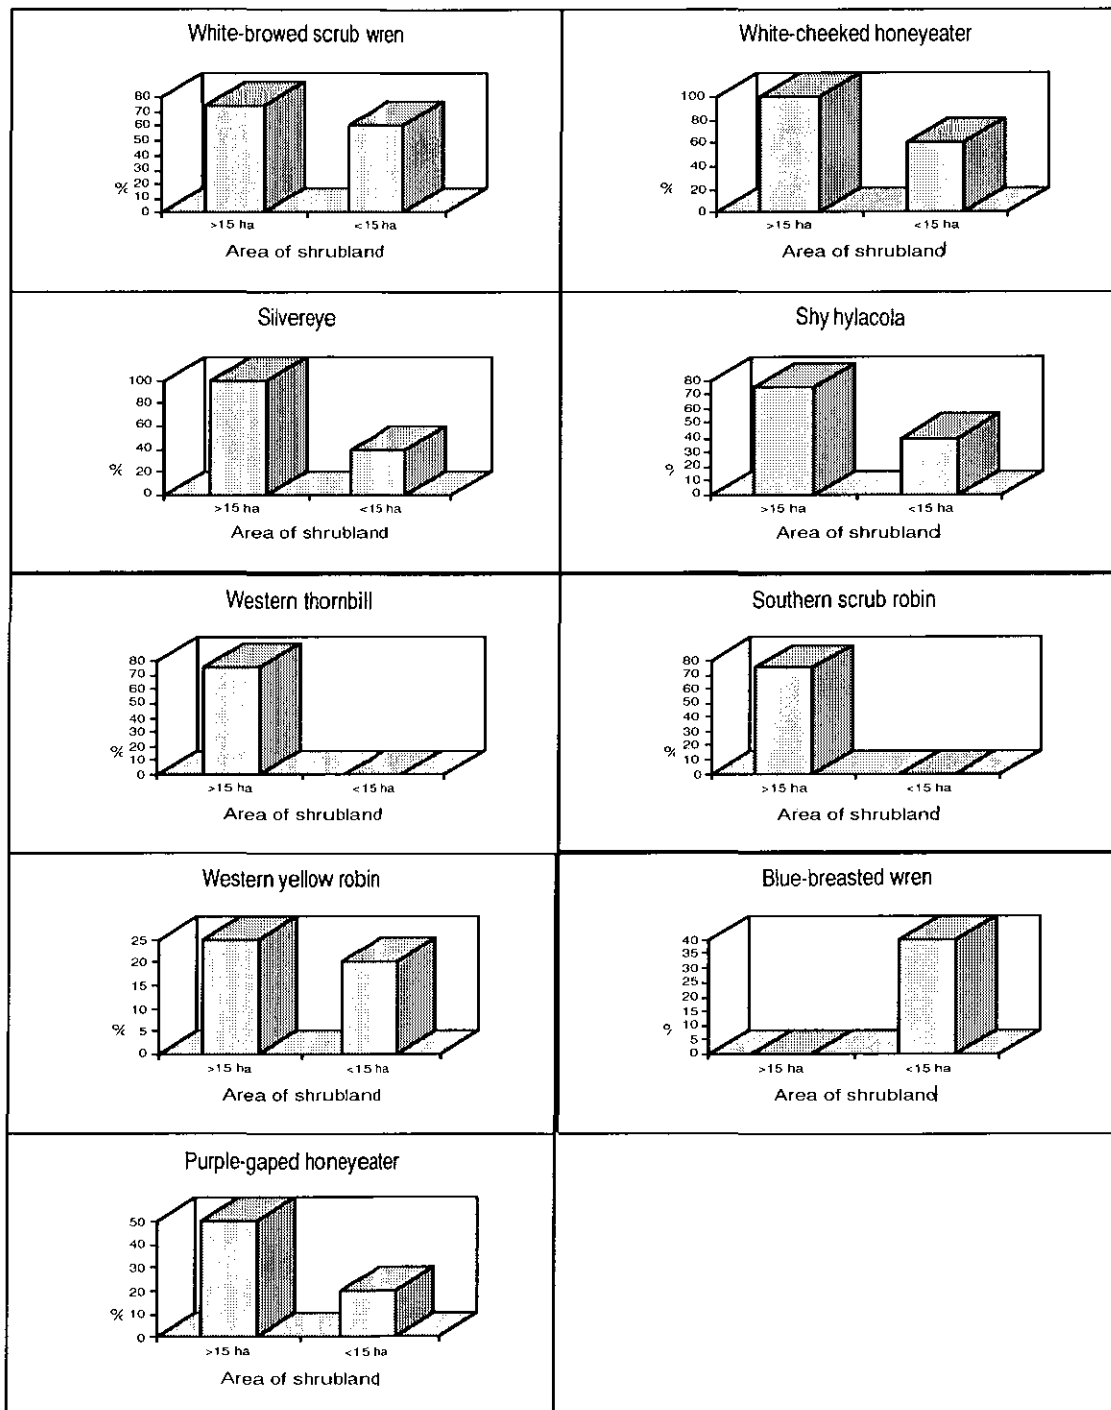 White-browed scrub wren
80
70
60
50
40
30
20
10
0
%
>15 ha
<15 ha
Area of shrubland
White-cheeked honeyeater
100
80
60
40
20
0
%
>15 ha
<15 ha
Area of shrubland
Silvereye
100
80
60
40
20
0
%
>15 ha
<15 ha
Area of shrubland
Shy hylacola
80
70
60
50
40
30
20
10
0
%
>15 ha
<15 ha
Area of shrubland
Western thornbill
80
70
60
50
40
30
20
10
0
%
>15 ha
<15 ha
Area of shrubland
Southern scrub robin
80
70
60
50
40
30
20
10
0
%
>15 ha
<15 ha
Area of shrubland
Western yellow robin
25
20
15
10
5
0
%
>15 ha
<15 ha
Area of shrubland
Blue-breasted wren
40
35
30
25
20
15
10
5
0
%
>15 ha
<15 ha
Area of shrubland
Purple-gaped honeyeater
50
40
30
20
10
0
%
>15 ha
<15 ha
Area of shrubland